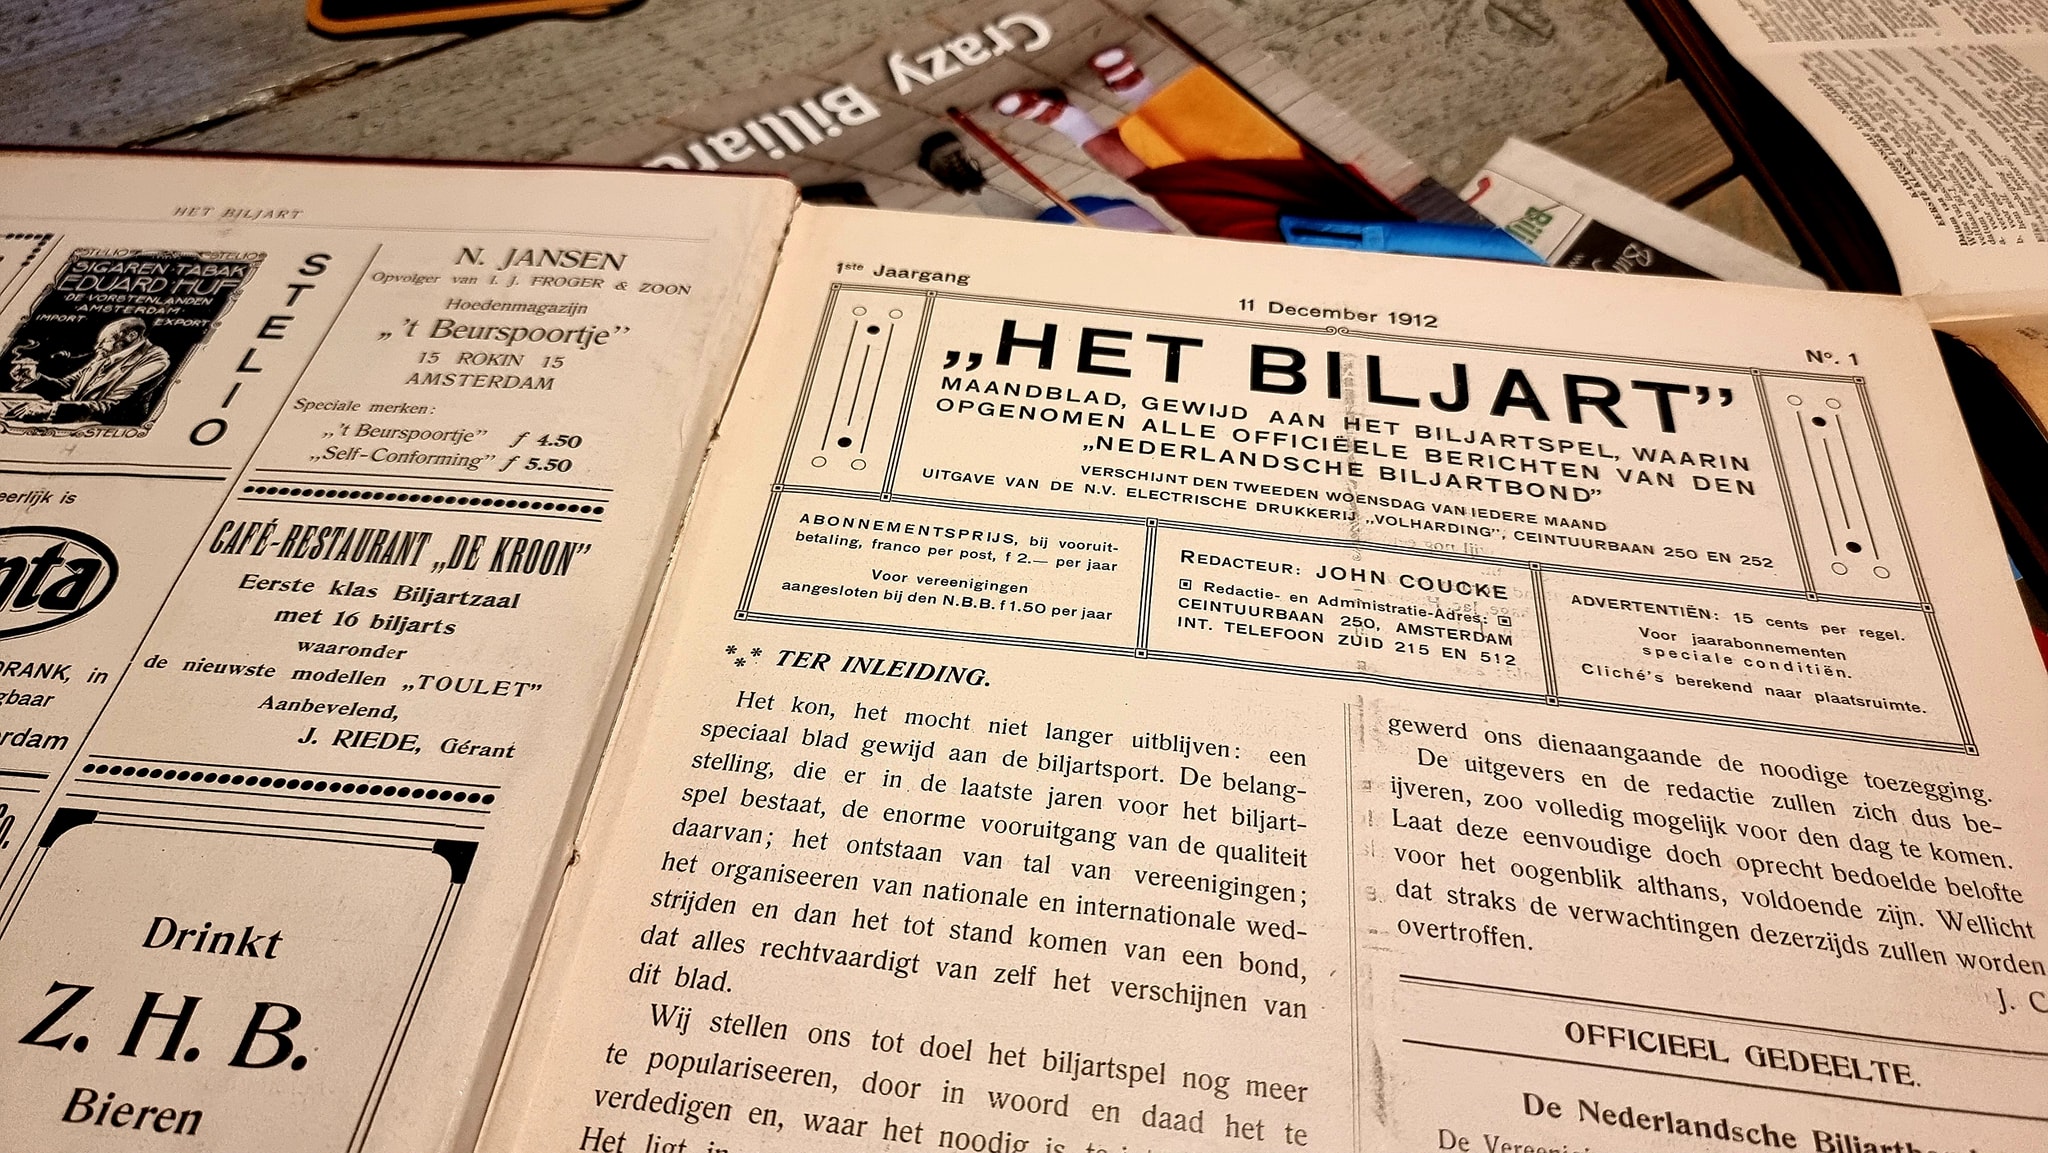 Crazy Billiar
HET BILJART
STELIO STELIO
SIGAREN·TABAK
EDUARD HUF
DE VORSTENLANDEN
·AMSTERDAM·
IMPORT EXPORT
STELIO
STELIO
N. JANSEN
Opvolger van I. J. FROGER & ZOON
Hoedenmagazijn
„'t Beurspoortje”
15 ROKIN 15
AMSTERDAM
Speciale merken:
„'t Beurspoortje” f 4.50
„Self-Conforming” f 5.50
eerlijk is
nta
DRANK, in
gbaar
rdam
CAFÉ-RESTAURANT „DE KROON”
Eerste klas Biljartzaal
met 16 biljarts
waaronder
de nieuwste modellen „TOULET”
Aanbevelend,
J. RIEDE, Gérant
Drinkt
Z. H. B.
Bieren
1ste Jaargang
11 December 1912
No. 1
„HET BILJART”
MAANDBLAD, GEWIJD AAN HET BILJARTSPEL, WAARIN
OPGENOMEN ALLE OFFICIËELE BERICHTEN VAN DEN
„NEDERLANDSCHE BILJARTBOND”
VERSCHIJNT DEN TWEEDEN WOENSDAG VAN IEDERE MAAND
UITGAVE VAN DE N.V. ELECTRISCHE DRUKKERIJ „VOLHARDING”, CEINTUURBAAN 250 EN 252
ABONNEMENTSPRIJS, bij vooruit-
betaling, franco per post, f 2.— per jaar
Voor vereenigingen
aangesloten bij den N.B.B. f 1.50 per jaar
REDACTEUR: JOHN COUCKE
Redactie- en Administratie-Adres:
CEINTUURBAAN 250, AMSTERDAM
INT. TELEFOON ZUID 215 EN 512
ADVERTENTIËN: 15 cents per regel.
Voor jaarabonnementen
speciale conditiën.
Cliché's berekend naar plaatsruimte.
*** TER INLEIDING.
Het kon, het mocht niet langer uitblijven: een
speciaal blad gewijd aan de biljartsport. De belang-
stelling, die er in de laatste jaren voor het biljart-
spel bestaat, de enorme vooruitgang van de qualiteit
daarvan; het ontstaan van tal van vereenigingen;
het organiseeren van nationale en internationale wed-
strijden en dan het tot stand komen van een bond,
dat alles rechtvaardigt van zelf het verschijnen van
dit blad.
Wij stellen ons tot doel het biljartspel nog meer
te populariseeren, door in woord en daad het te
verdedigen en, waar het noodig is
Het ligt in
gewerd ons dienaangaande de noodige toezegging.
De uitgevers en de redactie zullen zich dus be-
ijveren, zoo volledig mogelijk voor den dag te komen.
Laat deze eenvoudige doch oprecht bedoelde belofte
voor het oogenblik althans, voldoende zijn. Wellicht
dat straks de verwachtingen dezerzijds zullen worden
overtroffen.
J. C
OFFICIEEL GEDEELTE.
De Nederlandsche Biljartbo
De Vereeni